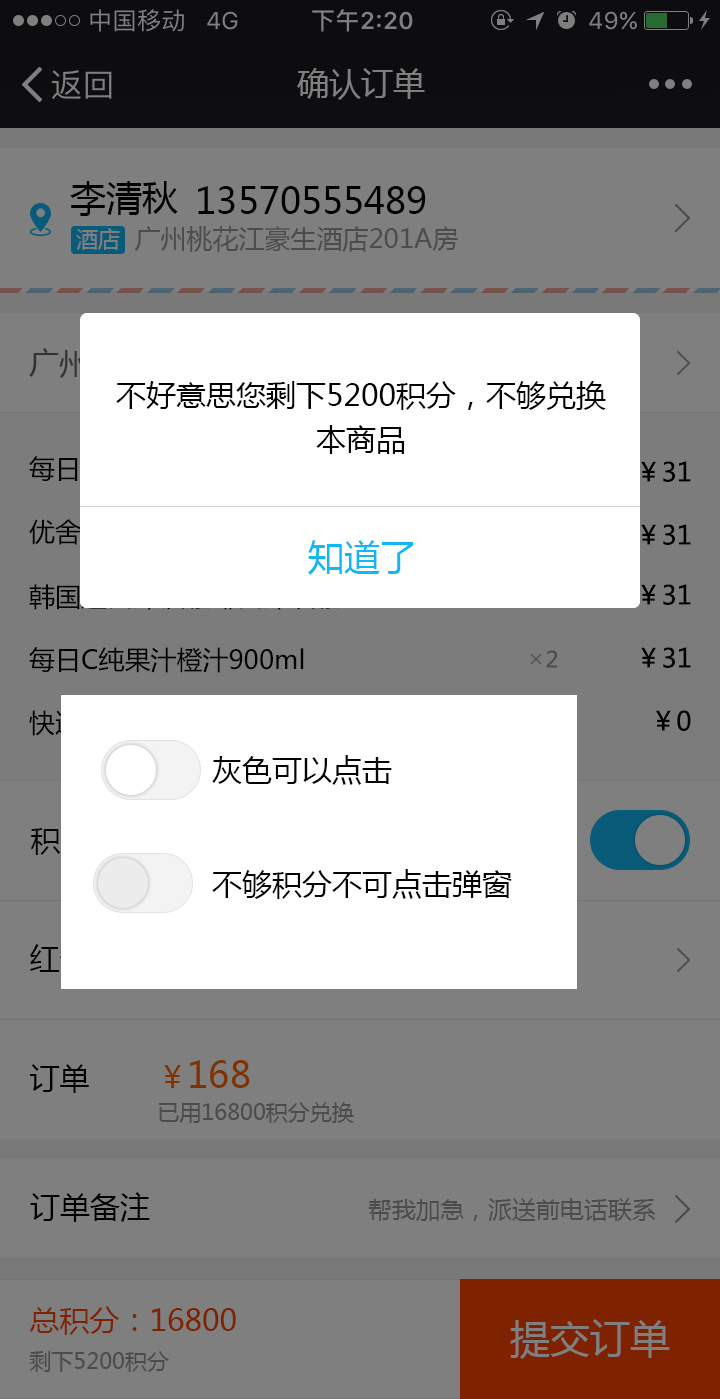 中国移动 4G 下午2:20 49%
返回 确认订单
李清秋 13570555489
酒店 广州桃花江豪生酒店201A房
广州
不好意思您剩下5200积分，不够兑换
本商品
知道了
每日 ¥31
优舍 ¥31
韩国 ¥31
每日C纯果汁橙汁900ml ×2 ¥31
快 ¥0
灰色可以点击
积
不够积分不可点击弹窗
红
订单 ¥168
已用16800积分兑换
订单备注 帮我加急，派送前电话联系
总积分：16800
剩下5200积分
提交订单